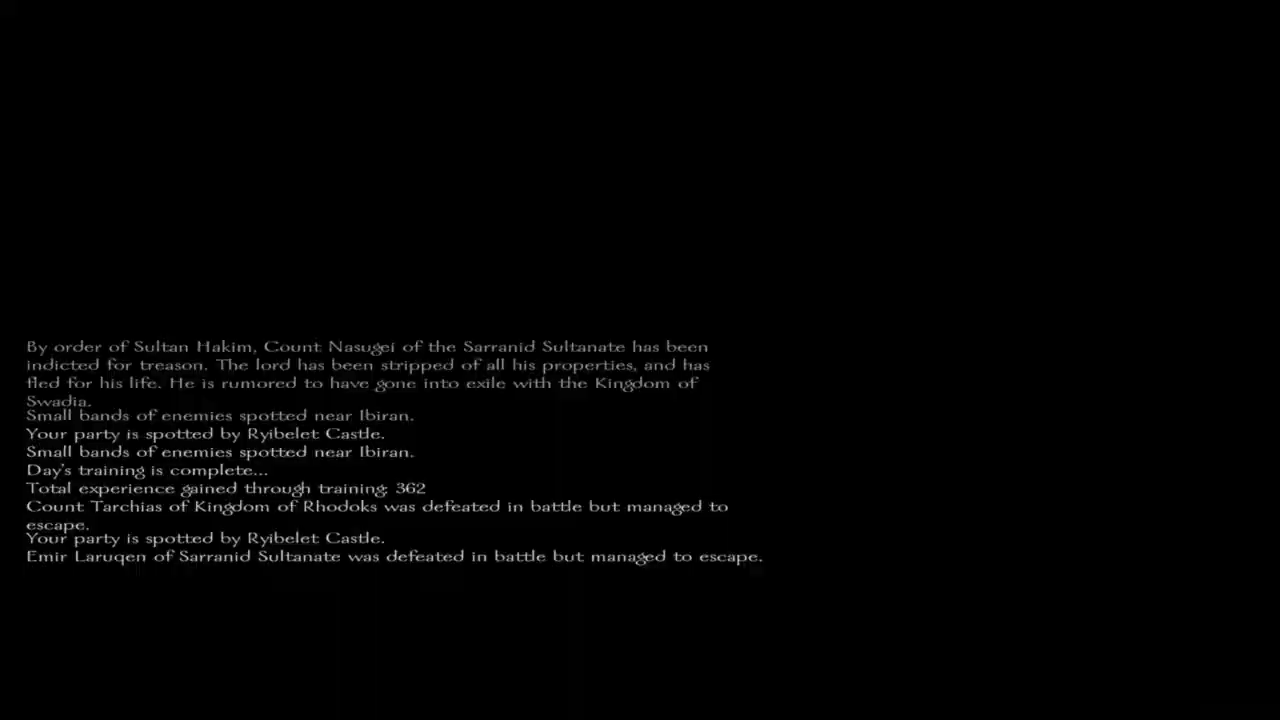 By order of Sultan Hakim, Count Nasugei of the Sarranid Sultanate has been
indicted for treason. The lord has been stripped of all his properties, and has
fled for his life. He is rumored to have gone into exile with the Kingdom of
Swadia.
Small bands of enemies spotted near Ibiran.
Your party is spotted by Ryibelet Castle.
Small bands of enemies spotted near Ibiran.
Day's training is complete...
Total experience gained through training: 362
Count Tarchias of Kingdom of Rhodoks was defeated in battle but managed to
escape.
Your party is spotted by Ryibelet Castle.
Emir Laruqen of Sarranid Sultanate was defeated in battle but managed to escape.